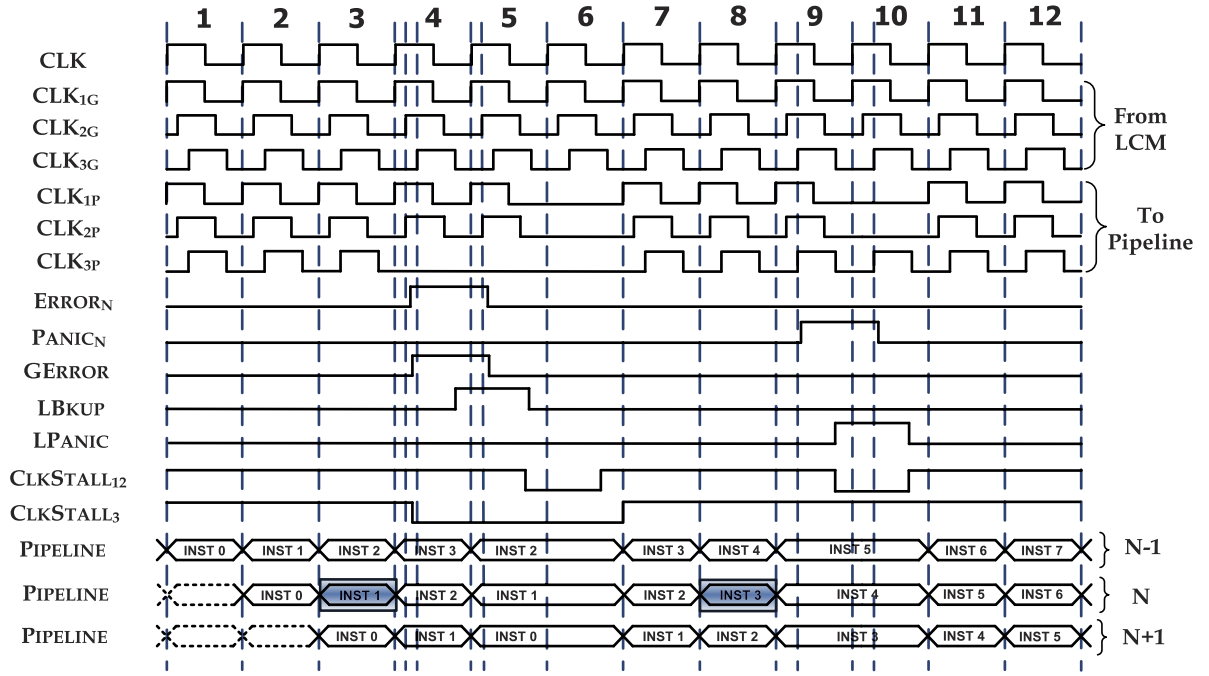 1 2 3 4 5 6 7 8 9 10 11 12
CLK
CLK1G
CLK2G
CLK3G
From
LCM
CLK1P
CLK2P
CLK3P
To
Pipeline
ERRORN
PANICN
GERROR
LBKUP
LPANIC
CLKSTALL12
CLKSTALL3
PIPELINE INST 0 INST 1 INST 2 INST 3 INST 2 INST 3 INST 4 INST 5 INST 6 INST 7 N-1
PIPELINE INST 0 INST 1 INST 2 INST 1 INST 2 INST 3 INST 4 INST 5 INST 6 N
PIPELINE INST 0 INST 1 INST 0 INST 1 INST 2 INST 3 INST 4 INST 5 N+1